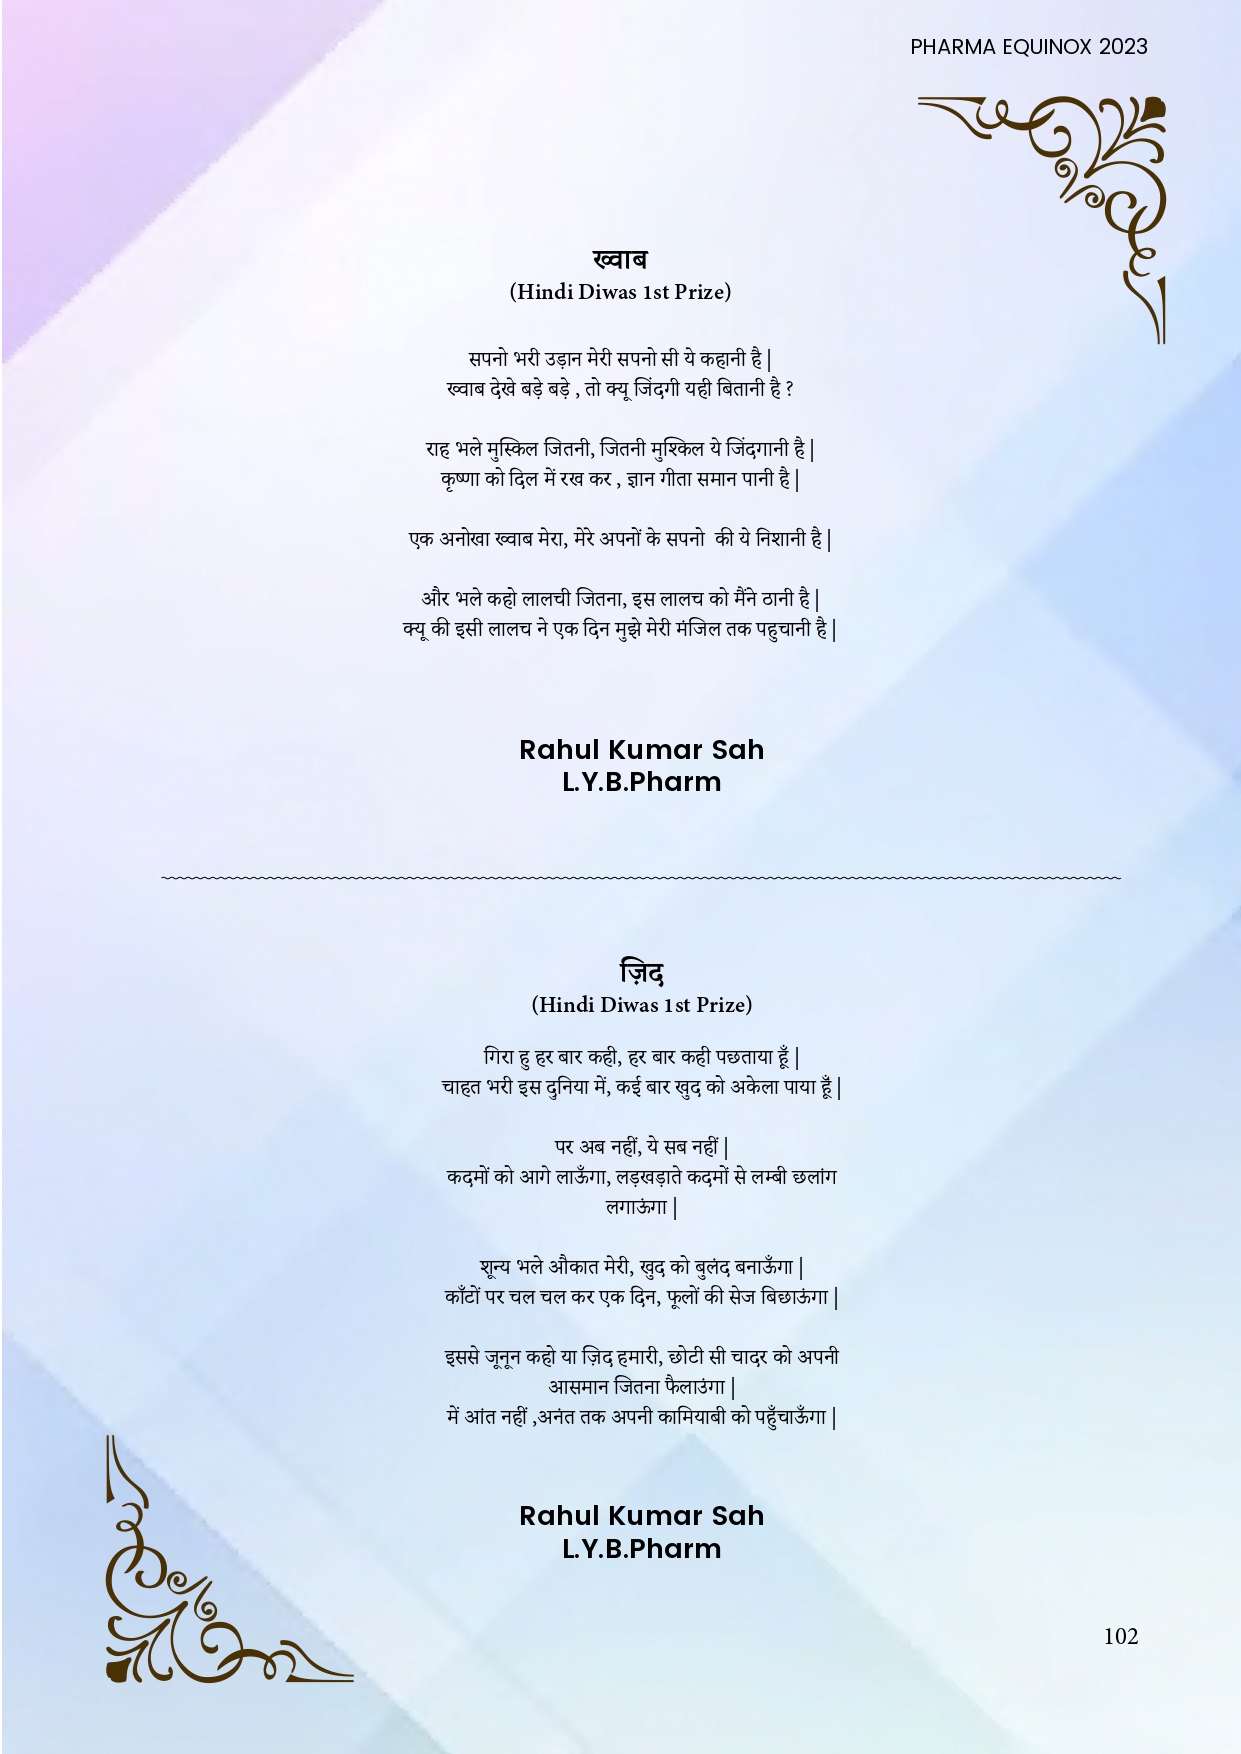 PHARMA EQUINOX 2023
ख्वाब
(Hindi Diwas 1st Prize)
सपनो भरी उड़ान मेरी सपनो सी ये कहानी है |
ख्वाब देखे बड़े बड़े , तो क्यू जिंदगी यही बितानी है ?
राह भले मुस्किल जितनी, जितनी मुश्किल ये जिंदगानी है |
कृष्णा को दिल में रख कर , ज्ञान गीता समान पानी है |
एक अनोखा ख्वाब मेरा, मेरे अपनों के सपनो की ये निशानी है |
और भले कहो लालची जितना, इस लालच को मैंने ठानी है |
क्यू की इसी लालच ने एक दिन मुझे मेरी मंजिल तक पहुचानी है |
Rahul Kumar Sah
L.Y.B.Pharm
ज़िद
(Hindi Diwas 1st Prize)
गिरा हु हर बार कही, हर बार कही पछताया हूँ |
चाहत भरी इस दुनिया में, कई बार खुद को अकेला पाया हूँ |
पर अब नहीं, ये सब नहीं |
कदमों को आगे लाऊँगा, लड़खड़ाते कदमों से लम्बी छलांग
लगाऊंगा |
शून्य भले औकात मेरी, खुद को बुलंद बनाऊँगा |
काँटों पर चल चल कर एक दिन, फूलों की सेज बिछाऊंगा |
इससे जूनून कहो या ज़िद हमारी, छोटी सी चादर को अपनी
आसमान जितना फैलाउंगा |
में आंत नहीं ,अनंत तक अपनी कामियाबी को पहुँचाऊँगा |
Rahul Kumar Sah
L.Y.B.Pharm
102